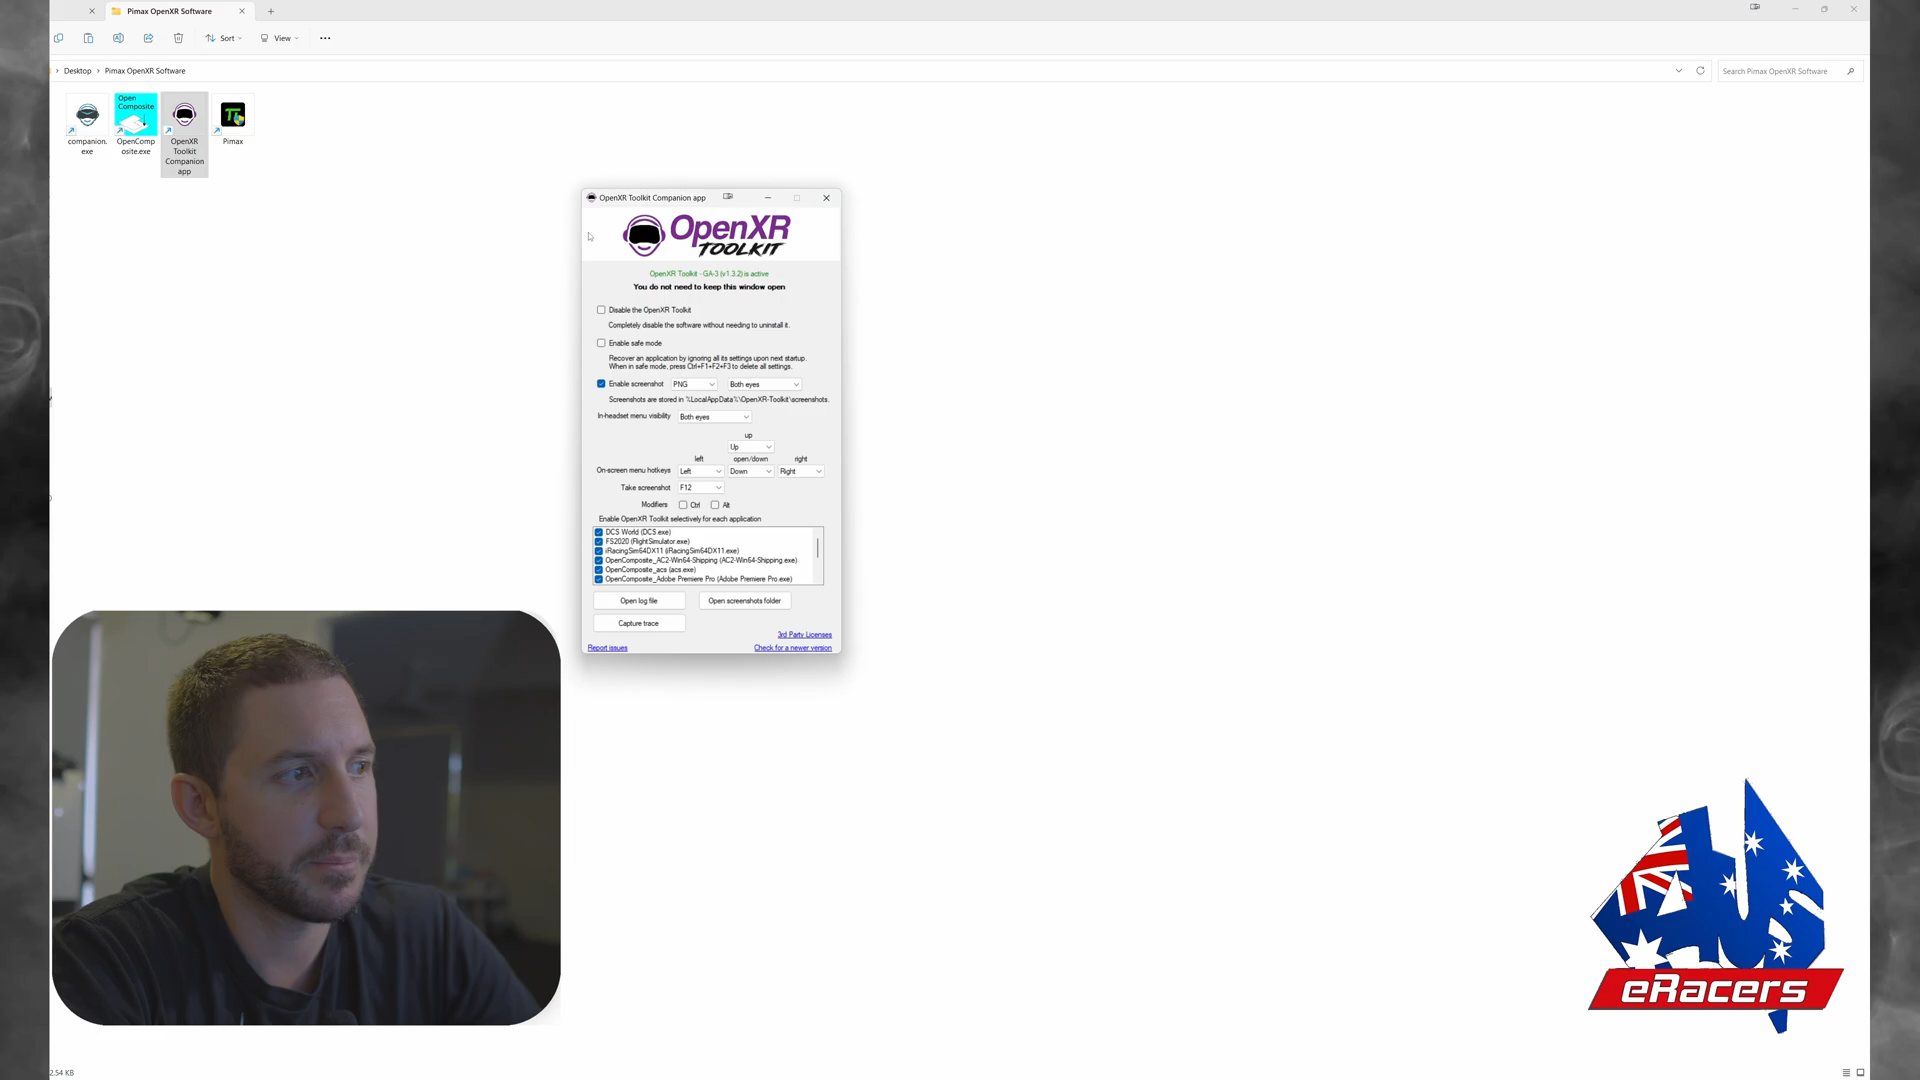 Pimax OpenXR Software
Sort
View
Desktop > Pimax OpenXR Software
Search Pimax OpenXR Software
Open
Composite
companion.
exe
OpenComp
osite.exe
OpenXR
Toolkit
Companion
app
Pimax
OpenXR Toolkit Companion app
OpenXR
TOOLKIT
OpenXR Toolkit - GA-3 (v1.3.2) is active
You do not need to keep this window open
Disable the OpenXR Toolkit
Completely disable the software without needing to uninstall it.
Enable safe mode
Recover an application by ignoring all its settings upon next startup.
When in safe mode, press Ctrl+F1+F2+F3 to delete all settings.
Enable screenshot PNG Both eyes
Screenshots are stored in %LocalAppData%\OpenXR-Toolkit\screenshots.
In-headset menu visibility Both eyes
up
Up
left open/down right
On-screen menu hotkeys Left Down Right
Take screenshot F12
Modifiers Ctrl Alt
Enable OpenXR Toolkit selectively for each application
DCS World (DCS.exe)
FS2020 (FlightSimulator.exe)
iRacingSim64DX11 (iRacingSim64DX11.exe)
OpenComposite_AC2-Win64-Shipping (AC2-Win64-Shipping.exe)
OpenComposite_acs (acs.exe)
OpenComposite_Adobe Premiere Pro (Adobe Premiere Pro.exe)
Open log file Open screenshots folder
Capture trace
3rd Party Licenses
Report issues Check for a newer version
eRacers
2.54 KB